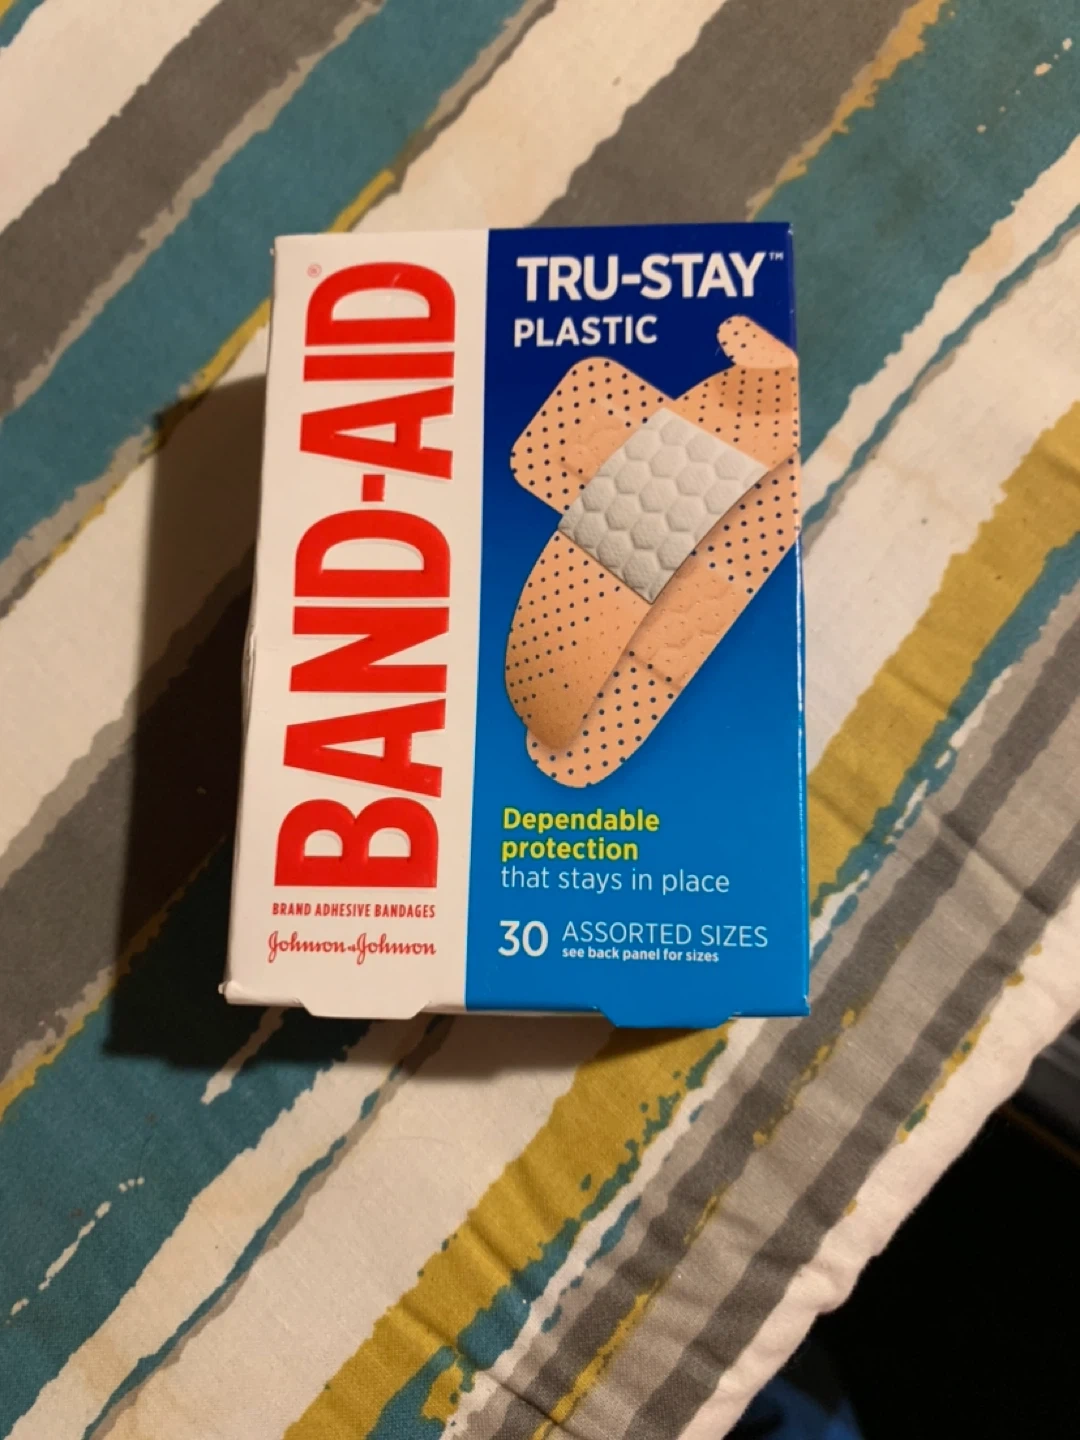 BAND-AID®
BRAND ADHESIVE BANDAGES
Johnson & Johnson
TRU-STAY™
PLASTIC
Dependable
protection
that stays in place
30 ASSORTED SIZES
see back panel for sizes